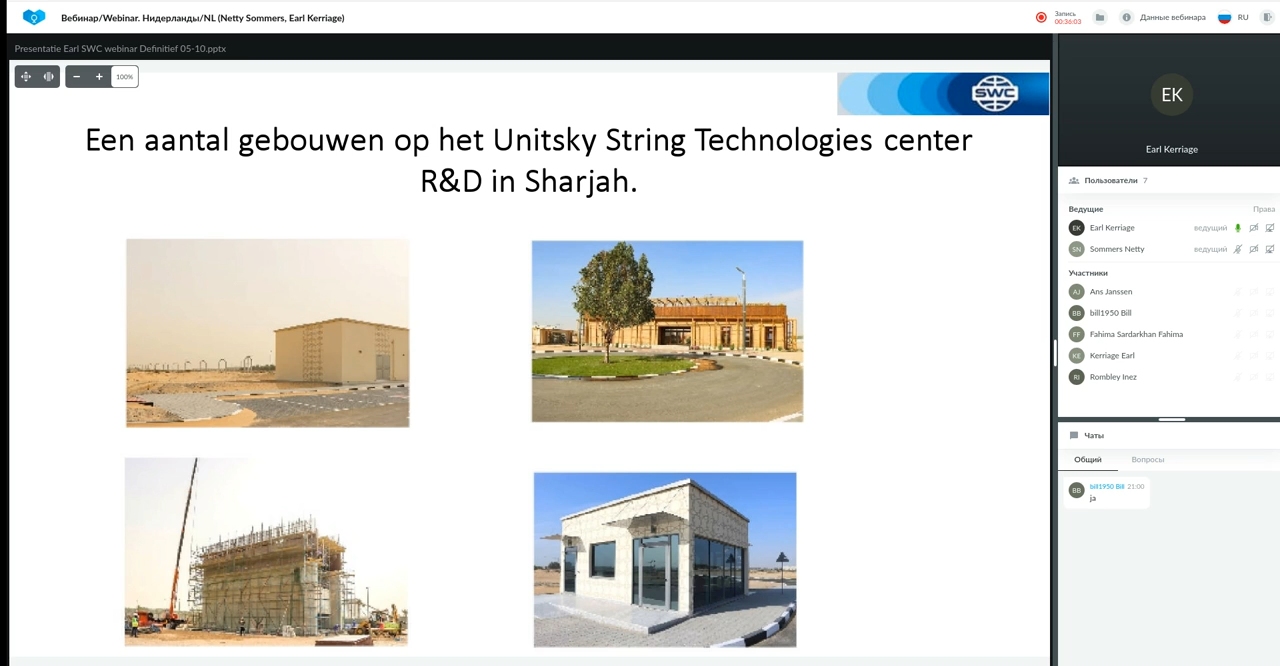 Вебинар/Webinar. Нидерланды/NL (Netty Sommers, Earl Kerriage)
Запись
00:36:03
Данные вебинара
RU
Presentatie Earl SWC webinar Definitief 05-10.pptx
100%
SWC
Een aantal gebouwen op het Unitsky String Technologies center
R&D in Sharjah.
EK
Earl Kerriage
Пользователи 7
Ведущие Права
EK Earl Kerriage ведущий
SN Sommers Netty ведущий
Участники
AJ Ans Janssen
BB bill1950 Bill
FF Fahima Sardarkhan Fahima
KE Kerriage Earl
RI Rombley Inez
Чаты
Общий Вопросы
BB bill1950 Bill 21:00
ja